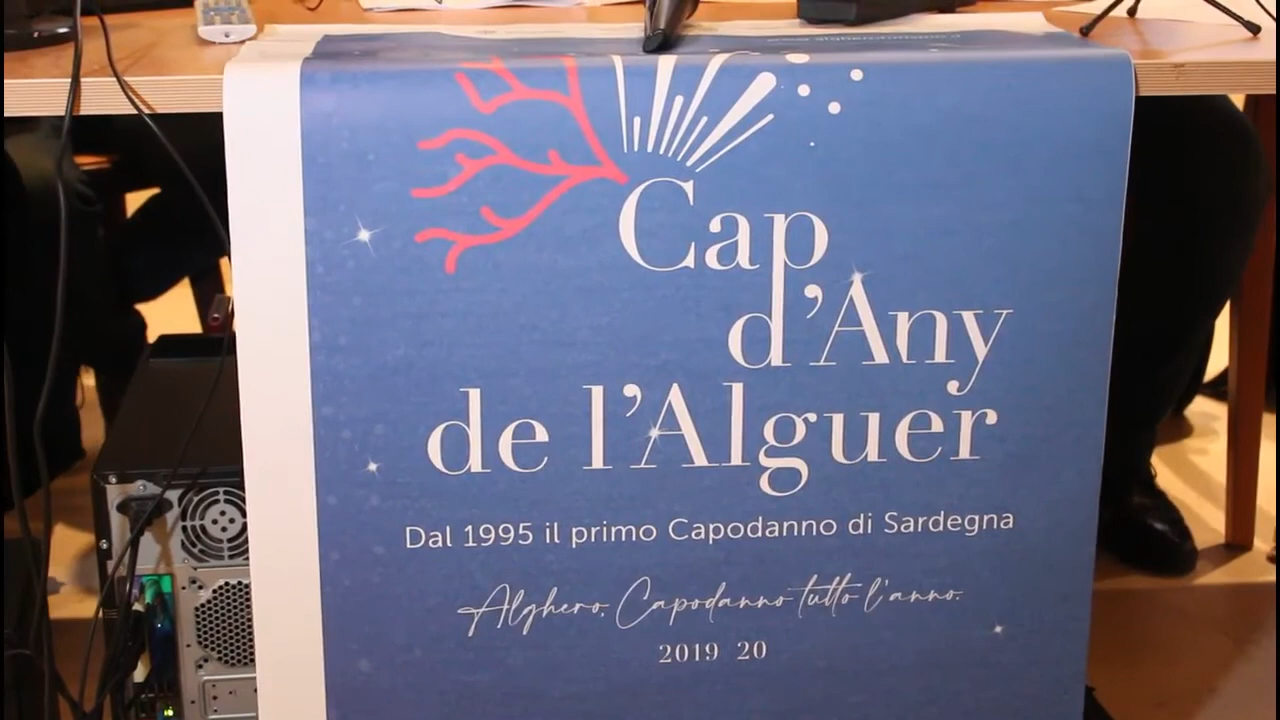 Cap
d'Any
de l'Alguer
Dal 1995 il primo Capodanno di Sardegna
Alghero, Capodanno tutto l'anno.
2019 20